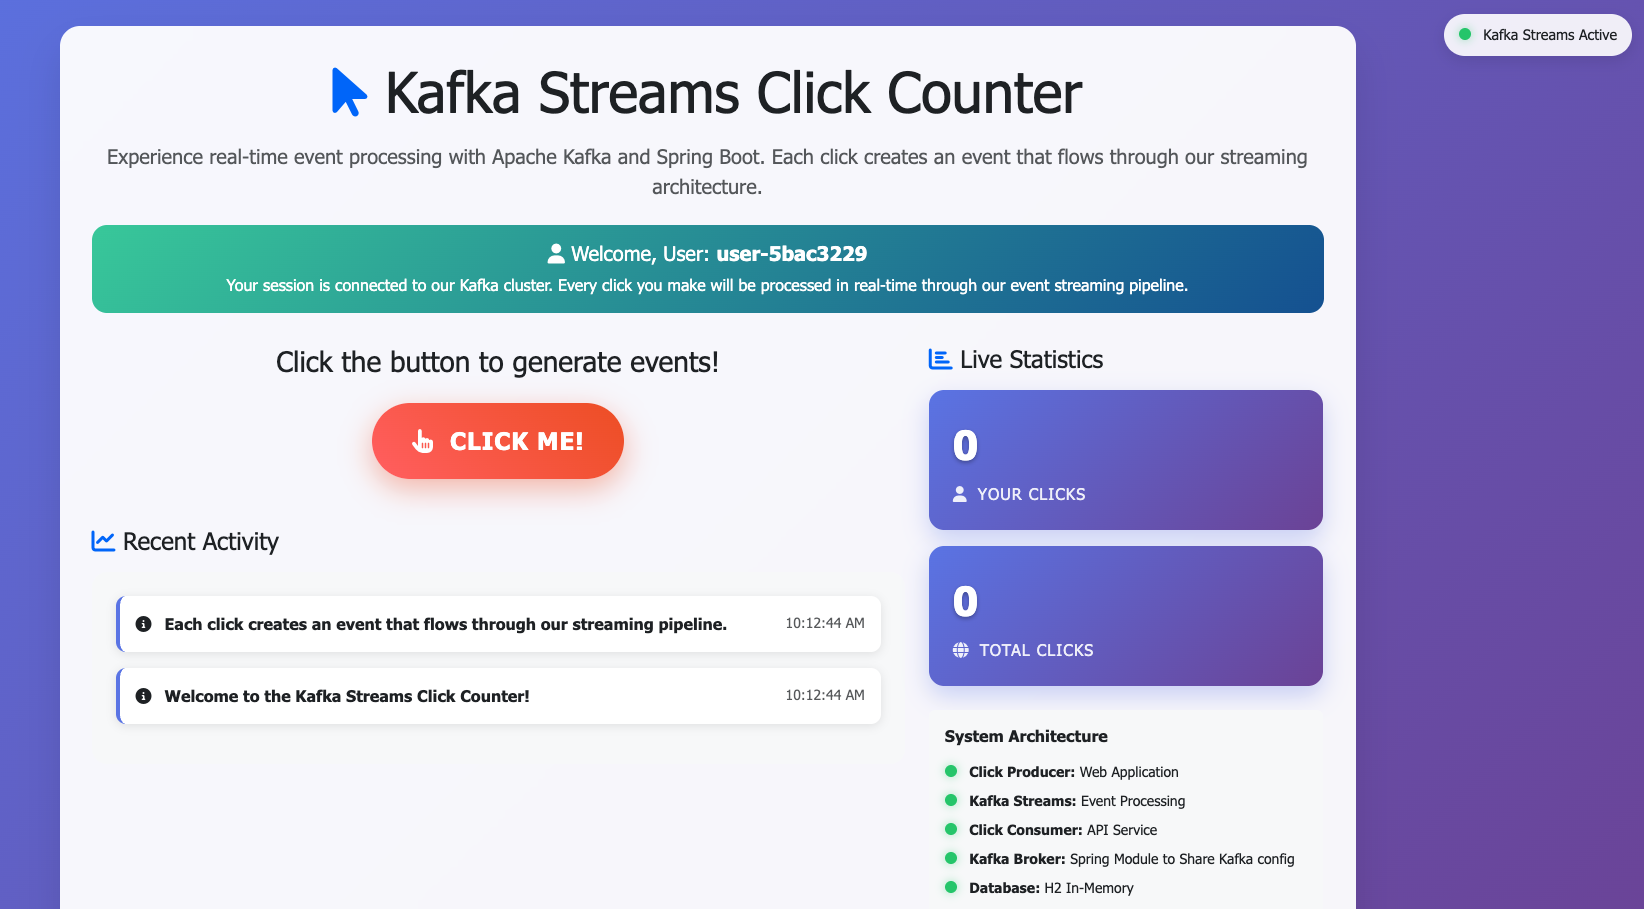 Kafka Streams Active
Kafka Streams Click Counter
Experience real-time event processing with Apache Kafka and Spring Boot. Each click creates an event that flows through our streaming
architecture.
Welcome, User: user-5bac3229
Your session is connected to our Kafka cluster. Every click you make will be processed in real-time through our event streaming pipeline.
Click the button to generate events!
CLICK ME!
Recent Activity
Each click creates an event that flows through our streaming pipeline. 10:12:44 AM
Welcome to the Kafka Streams Click Counter! 10:12:44 AM
Live Statistics
0
YOUR CLICKS
0
TOTAL CLICKS
System Architecture
Click Producer: Web Application
Kafka Streams: Event Processing
Click Consumer: API Service
Kafka Broker: Spring Module to Share Kafka config
Database: H2 In-Memory